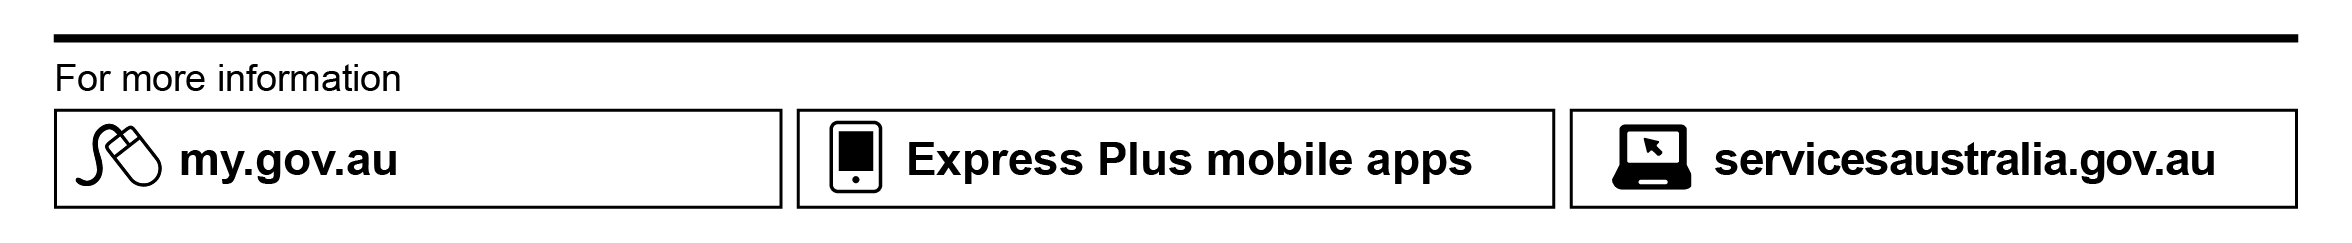 For more information
my.gov.au
Express Plus mobile apps
servicesaustralia.gov.au